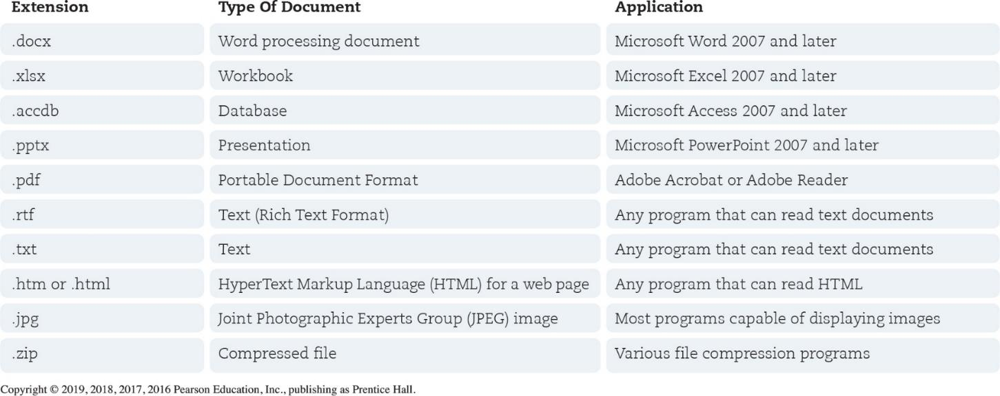 Extension Type Of Document Application
.docx Word processing document Microsoft Word 2007 and later
.xlsx Workbook Microsoft Excel 2007 and later
.accdb Database Microsoft Access 2007 and later
.pptx Presentation Microsoft PowerPoint 2007 and later
.pdf Portable Document Format Adobe Acrobat or Adobe Reader
.rtf Text (Rich Text Format) Any program that can read text documents
.txt Text Any program that can read text documents
.htm or .html HyperText Markup Language (HTML) for a web page Any program that can read HTML
.jpg Joint Photographic Experts Group (JPEG) image Most programs capable of displaying images
.zip Compressed file Various file compression programs
Copyright © 2019, 2018, 2017, 2016 Pearson Education, Inc., publishing as Prentice Hall.